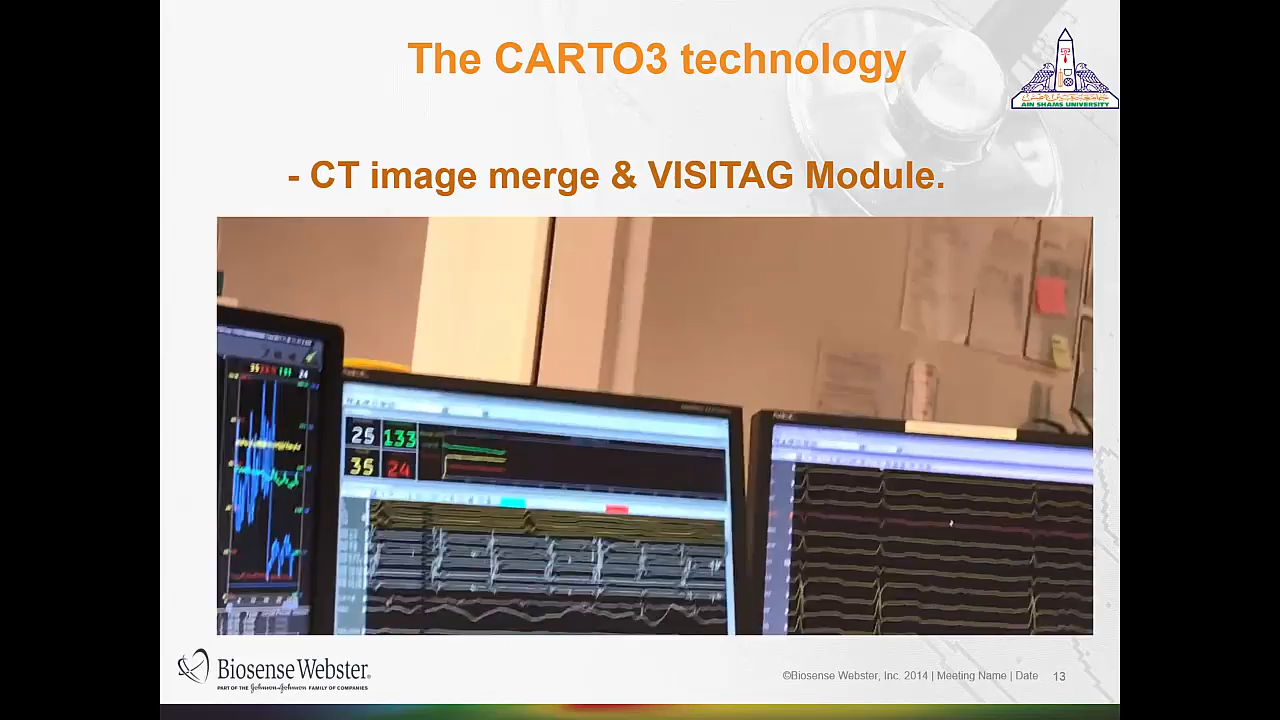 The CARTO3 technology
AIN SHAMS UNIVERSITY
- CT image merge & VISITAG Module.
24
25 133
35 24
Biosense Webster®
PART OF THE Johnson & Johnson FAMILY OF COMPANIES
©Biosense Webster, Inc. 2014 | Meeting Name | Date 13